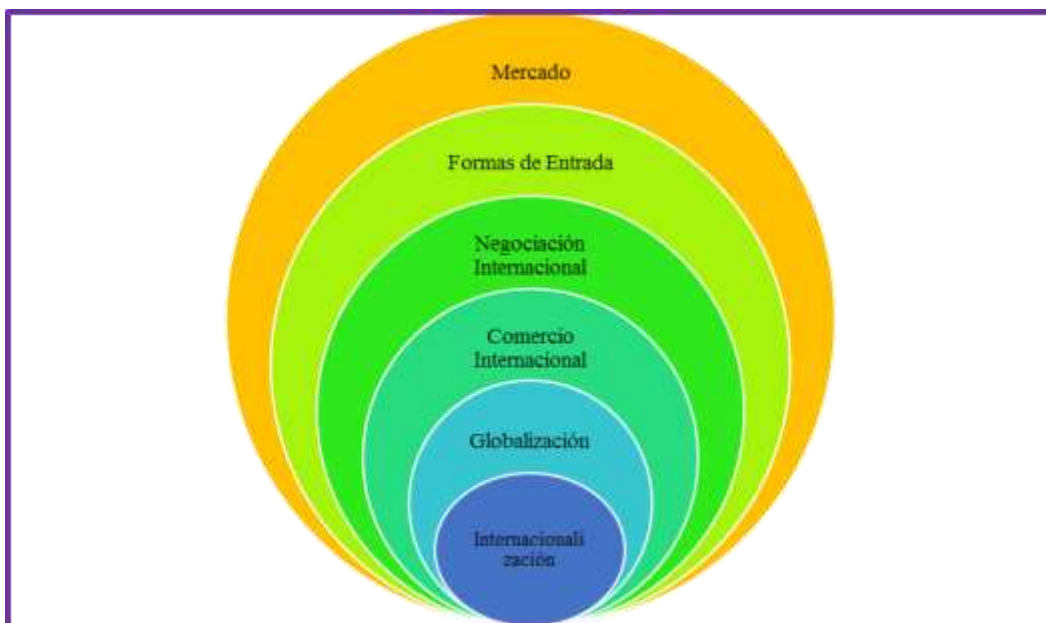 Mercado
Formas de Entrada
Negociación
Internacional
Comercio
Internacional
Globalización
Internacionali
zación